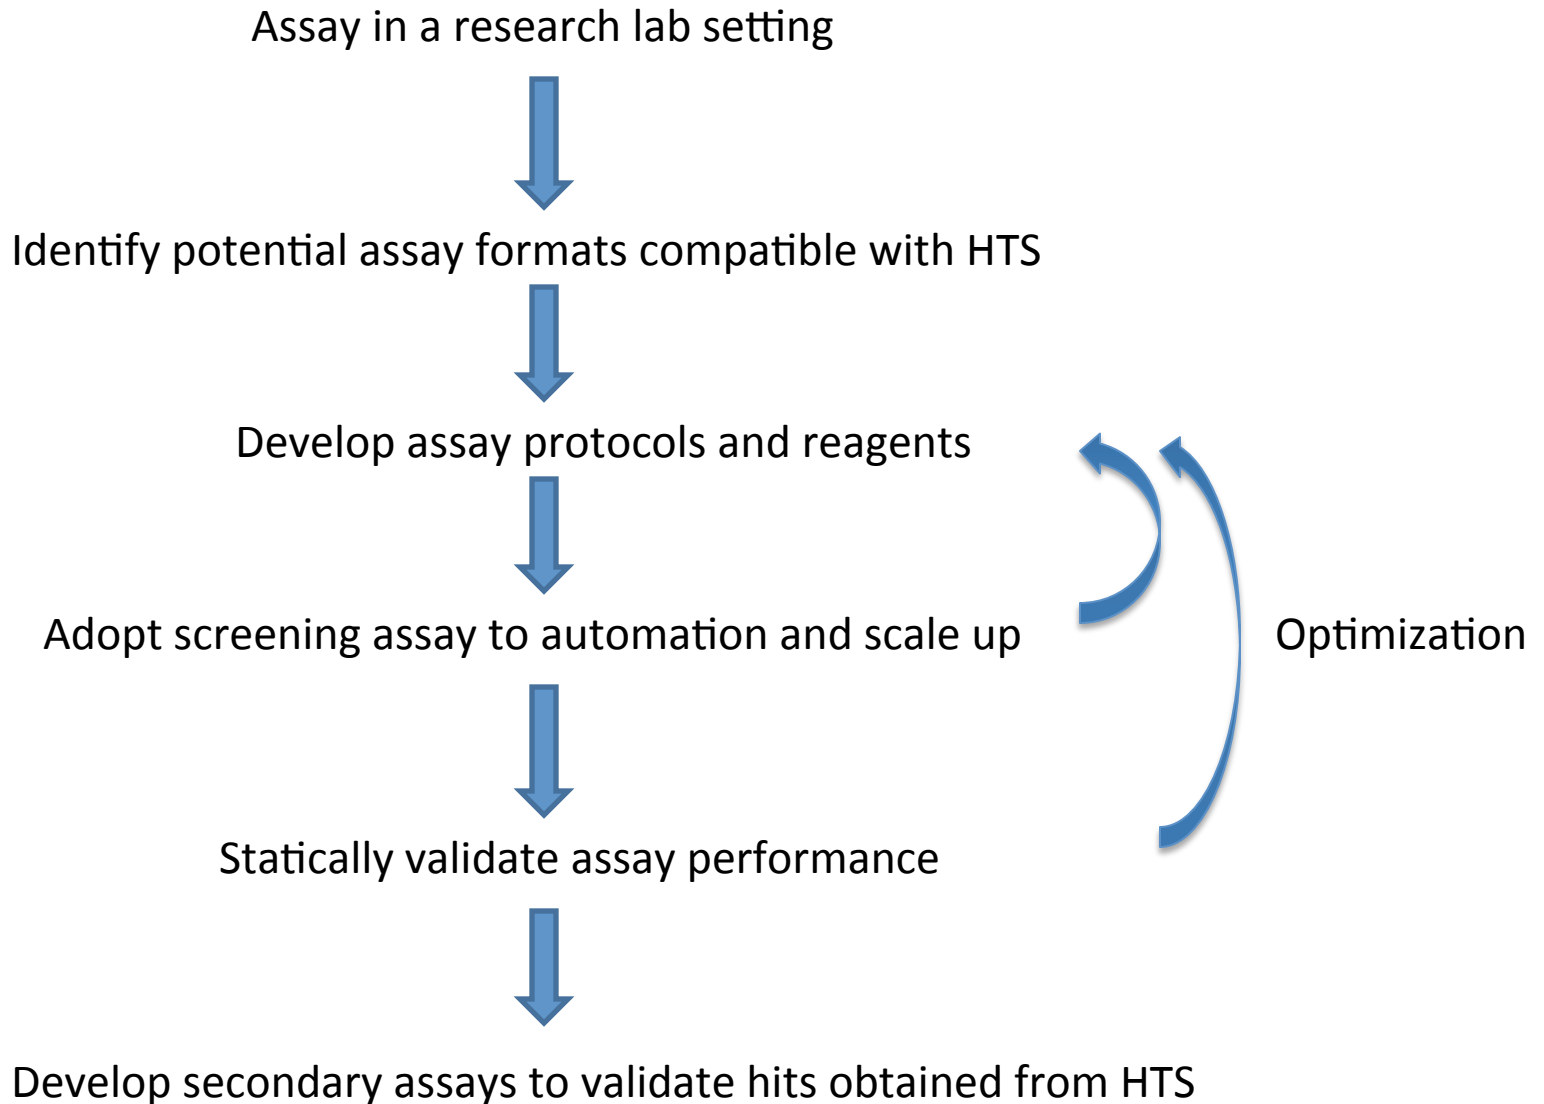 Assay in a research lab setting
Identify potential assay formats compatible with HTS
Develop assay protocols and reagents
Adopt screening assay to automation and scale up
Optimization
Statically validate assay performance
Develop secondary assays to validate hits obtained from HTS